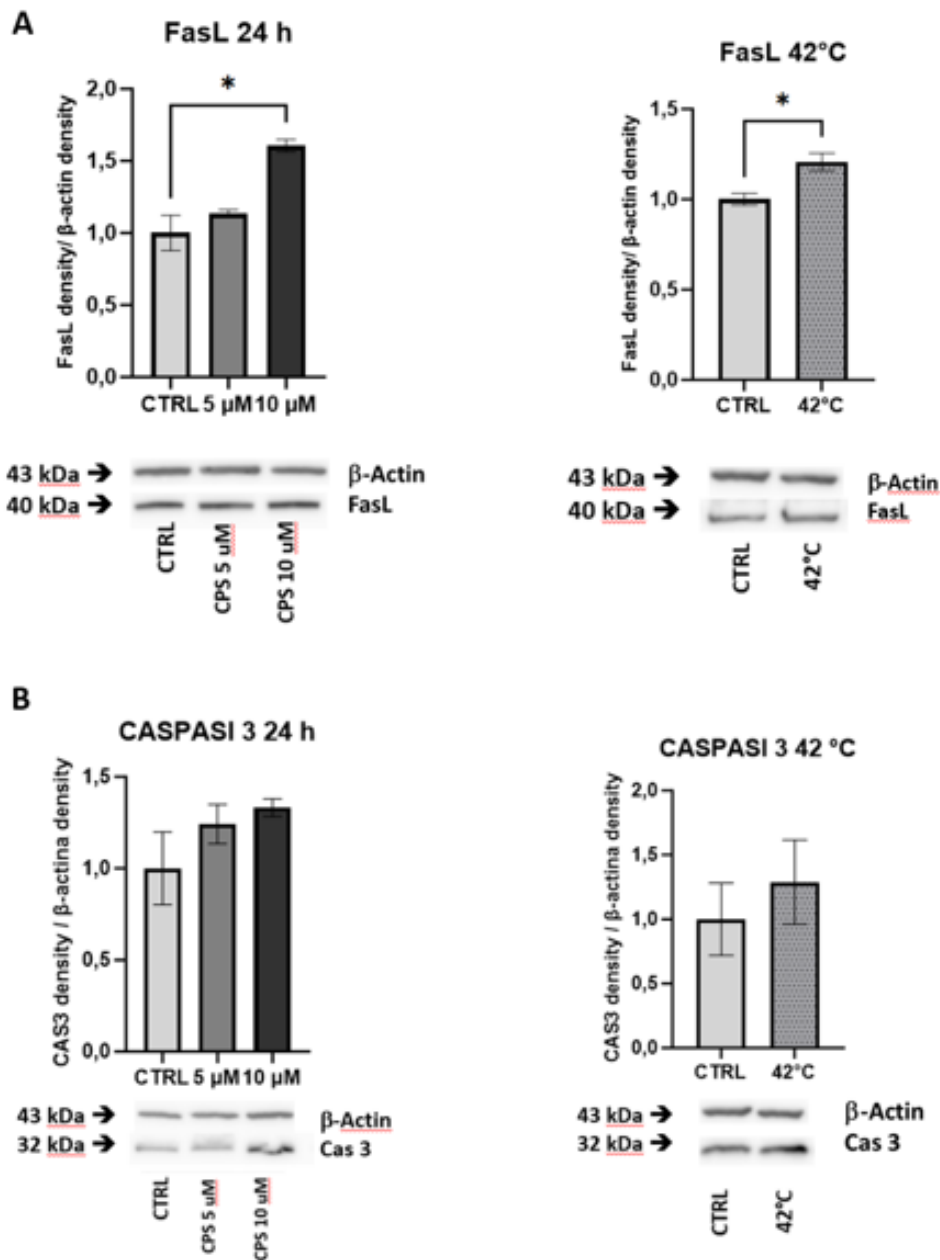 A
FasL 24 h
FasL density/ β-actin density
2,0
1,5
1,0
0,5
0,0
*
CTRL 5 µM 10 µM
43 kDa ➔
β-Actin
40 kDa ➔
FasL
CTRL
CPS 5 uM
CPS 10 uM
FasL 42°C
FasL density/ β-actin density
1,5
1,0
0,5
0,0
*
CTRL 42°C
43 kDa ➔
β-Actin
40 kDa ➔
FasL
CTRL
42°C
B
CASPASI 3 24 h
CAS3 density / β-actina density
1,5
1,0
0,5
0,0
CTRL 5 µM 10 µM
43 kDa ➔
β-Actin
32 kDa ➔
Cas 3
CTRL
CPS 5 uM
CPS 10 uM
CASPASI 3 42 °C
CAS3 density / β-actina density
2,0
1,5
1,0
0,5
0,0
CTRL 42°C
43 kDa ➔
β-Actin
32 kDa ➔
Cas 3
CTRL
42°C